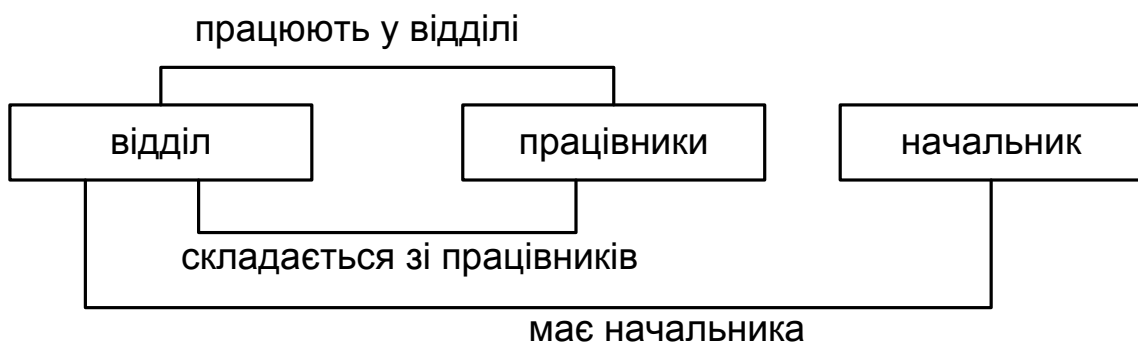 працюють у відділі
відділ
працівники
начальник
складається зі працівників
має начальника